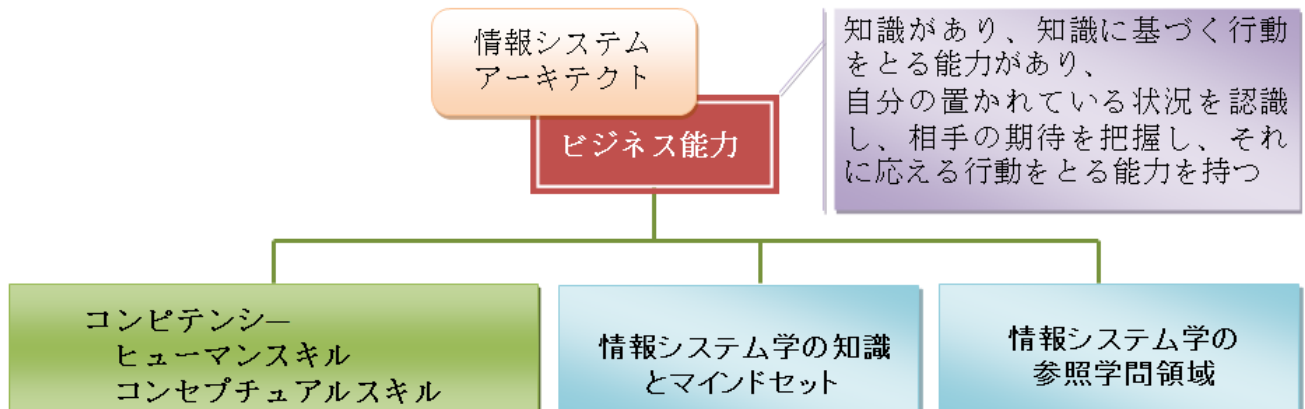 情報システム
アーキテクト
ビジネス能力
知識があり、知識に基づく行動
をとる能力があり、
自分の置かれている状況を認識
し、相手の期待を把握し、それ
に応える行動をとる能力を持つ
コンピテンシ―
ヒューマンスキル
コンセプチュアルスキル
情報システム学の知識
とマインドセット
情報システム学の
参照学問領域